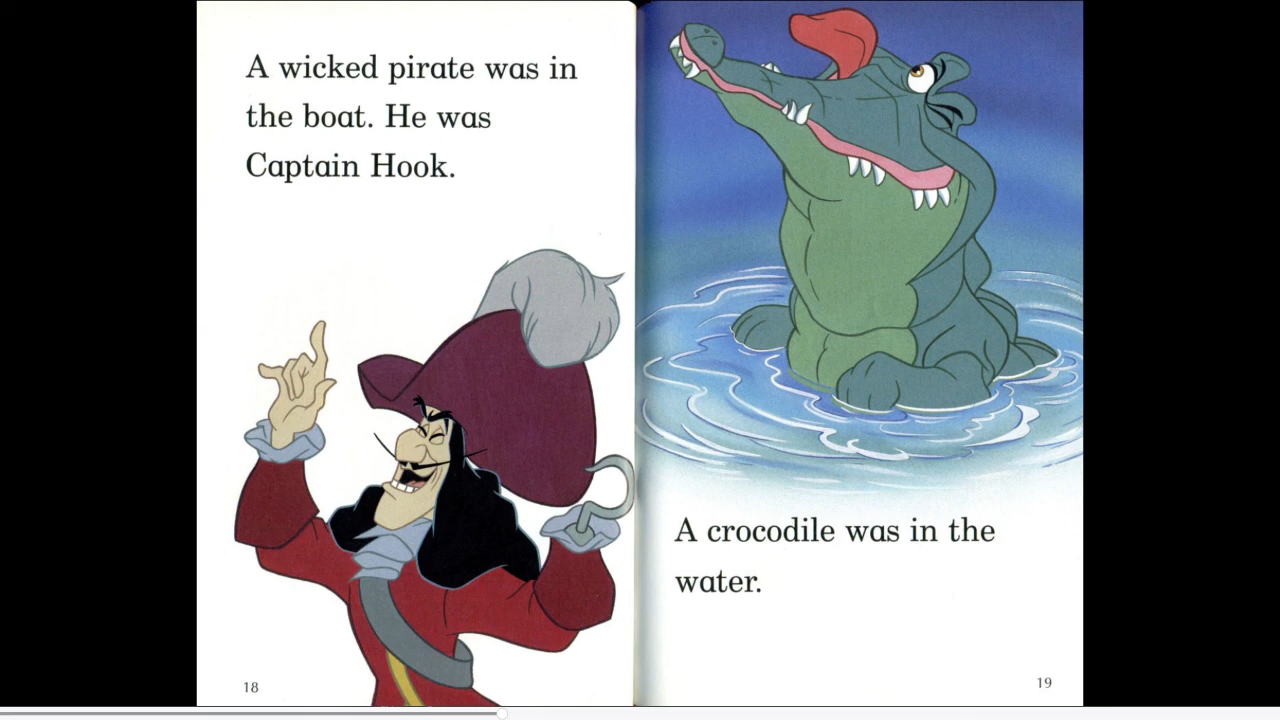 A wicked pirate was in
the boat. He was
Captain Hook.
18
A crocodile was in the
water.
19